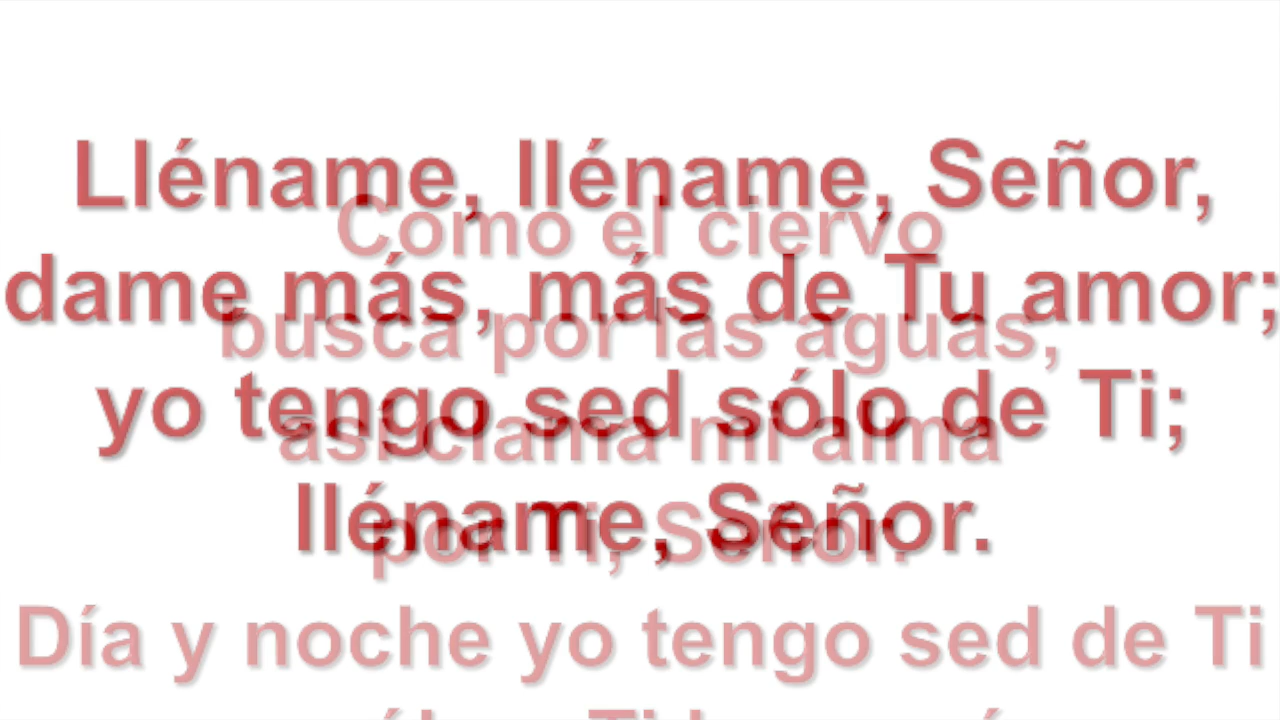 Lléname, lléname, Señor,
Como el ciervo
dame más, más de Tu amor;
busca por las aguas,
yo tengo sed sólo de Ti;
así clama mi alma
lléname, Señor.
por Ti, Señor.
Día y noche yo tengo sed de Ti